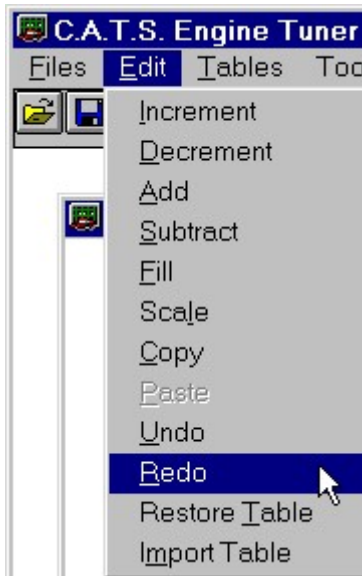 C.A.T.S. Engine Tuner
Files Edit Tables
Increment
Decrement
Add
Subtract
Fill
Scale
Copy
Paste
Undo
Redo
Restore Table
Import Table